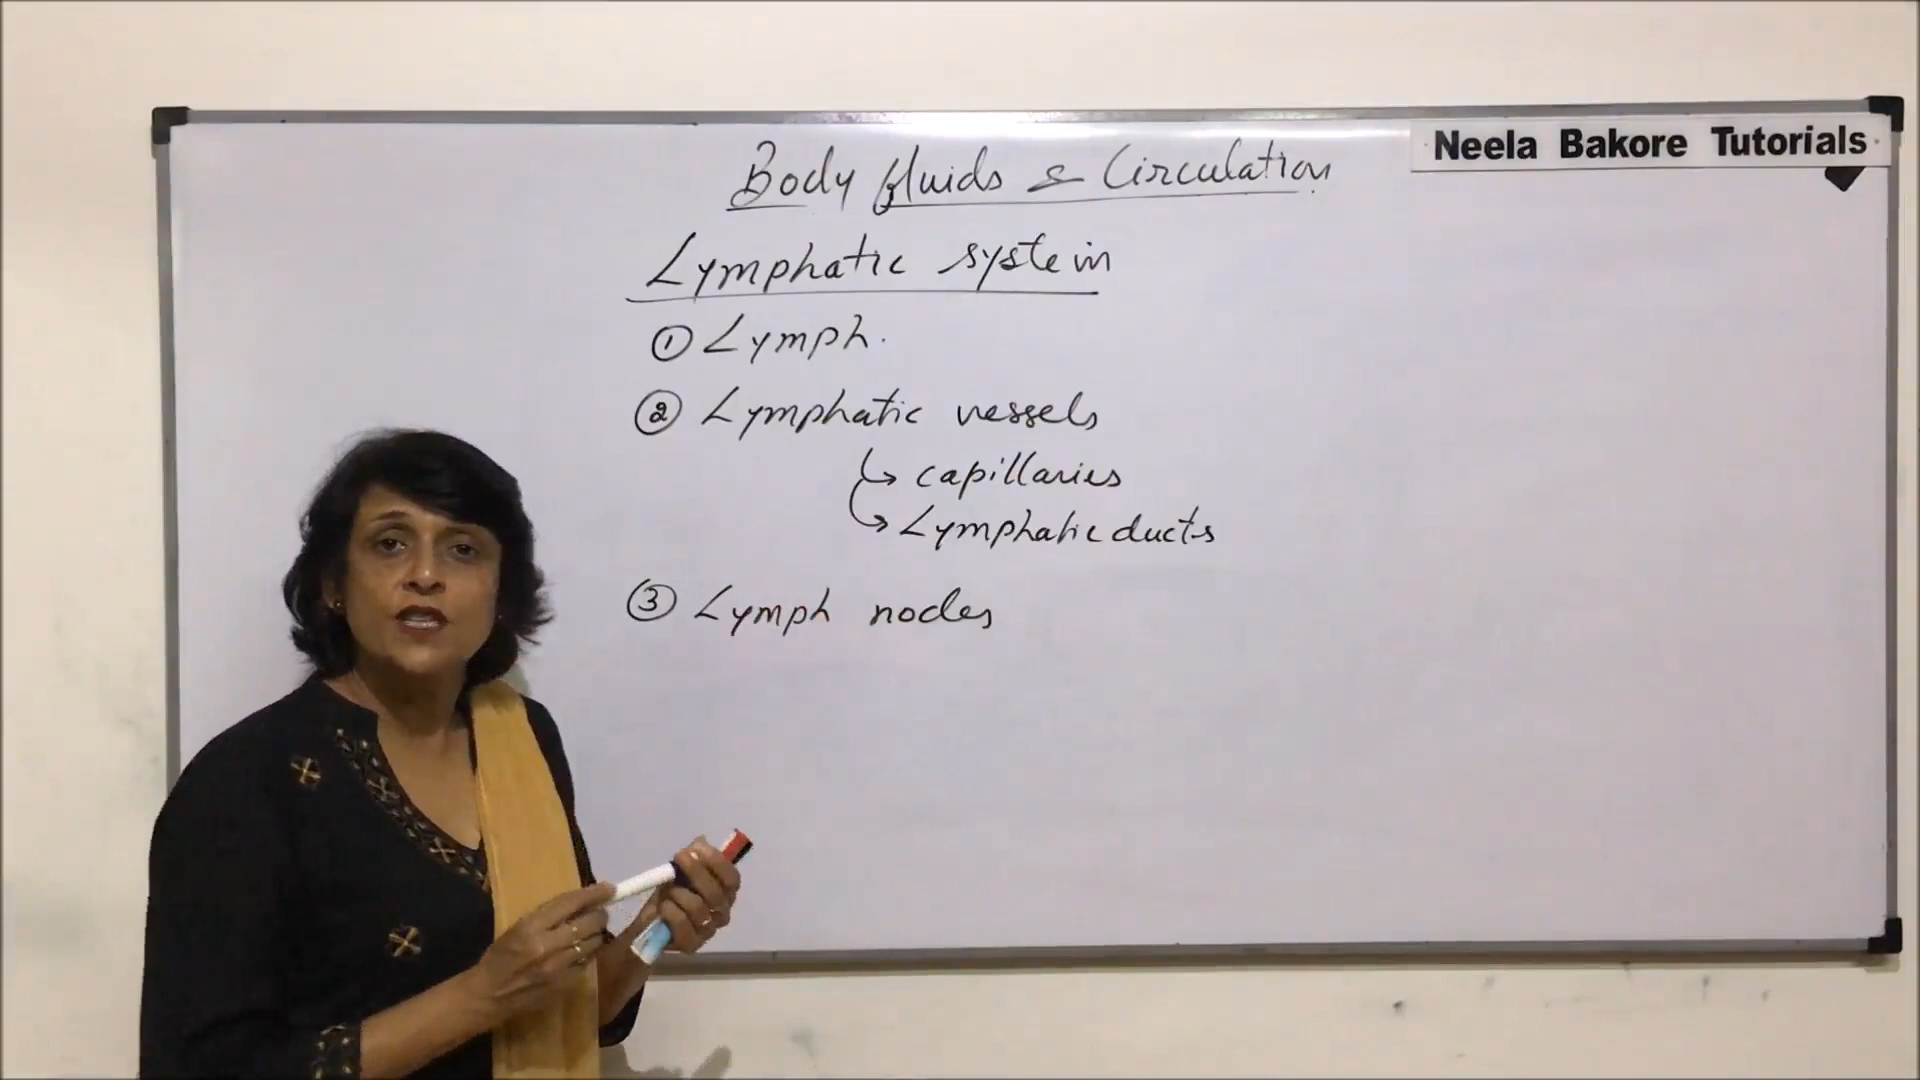 Neela Bakore Tutorials
Body fluids & Circulation
Lymphatic system
① Lymph.
② Lymphatic vessels
↳ capillaries
↳ Lymphatic ducts
③ Lymph nodes